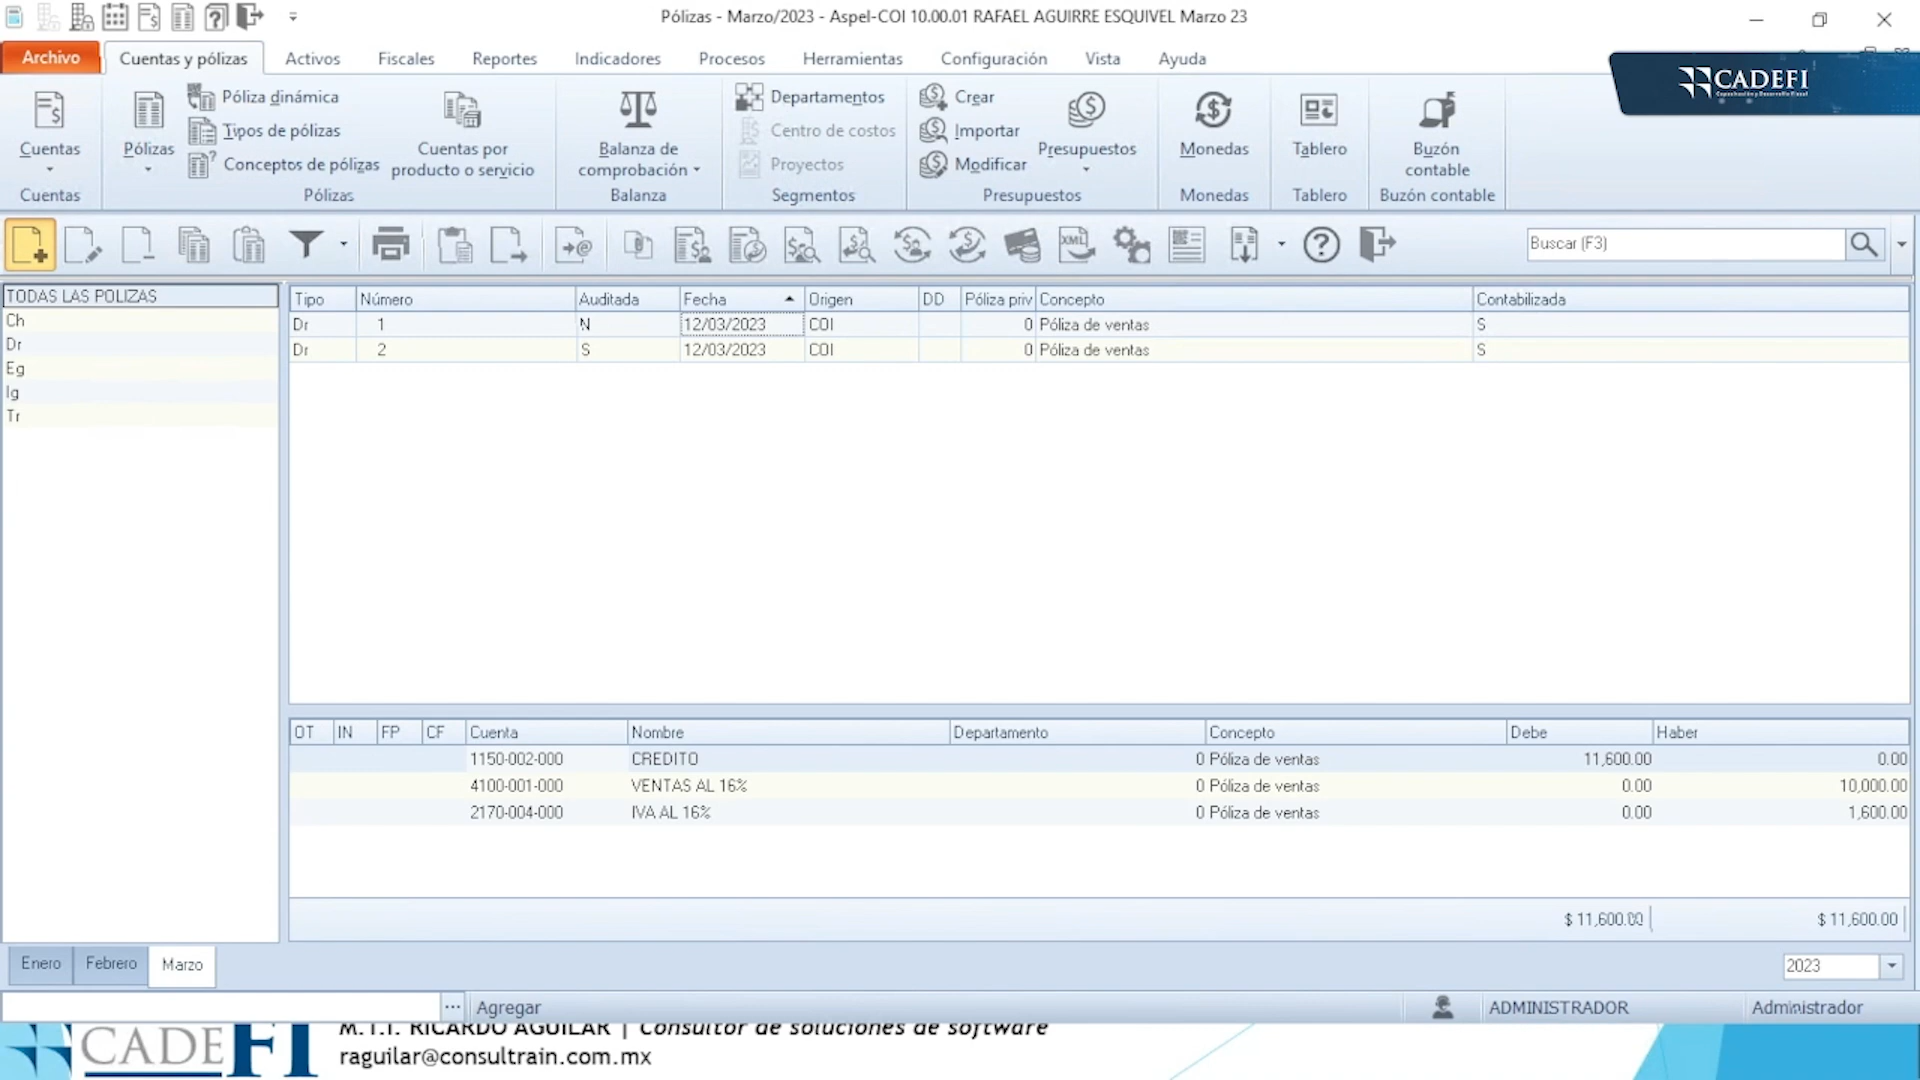 Pólizas - Marzo/2023 - Aspel-COI 10.00.01 RAFAEL AGUIRRE ESQUIVEL Marzo 23
Archivo Cuentas y pólizas Activos Fiscales Reportes Indicadores Procesos Herramientas Configuración Vista Ayuda
CADEFI
Cuentas
Cuentas
Pólizas
Póliza dinámica
Tipos de pólizas
Conceptos de pólizas
Cuentas por
producto o servicio
Pólizas
Balanza de
comprobación
Balanza
Departamentos
Centro de costos
Proyectos
Segmentos
Crear
Importar
Modificar
Presupuestos
Presupuestos
Monedas
Monedas
Tablero
Tablero
Buzón
contable
Buzón contable
XML
Buscar (F3)
TODAS LAS POLIZAS
Ch
Dr
Eg
Ig
Tr
Tipo Número Auditada Fecha Origen DD Póliza priv Concepto Contabilizada
Dr 1 N 12/03/2023 COI 0 Póliza de ventas S
Dr 2 S 12/03/2023 COI 0 Póliza de ventas S
OT IN FP CF Cuenta Nombre Departamento Concepto Debe Haber
1150-002-000 CREDITO 0 Póliza de ventas 11,600.00 0.00
4100-001-000 VENTAS AL 16% 0 Póliza de ventas 0.00 10,000.00
2170-004-000 IVA AL 16% 0 Póliza de ventas 0.00 1,600.00
$ 11,600.00 $ 11,600.00
Enero Febrero Marzo 2023
... Agregar ADMINISTRADOR Administrador
CADEFI
M.T.I. RICARDO AGUILAR | Consultor de soluciones de software
raguilar@consultrain.com.mx